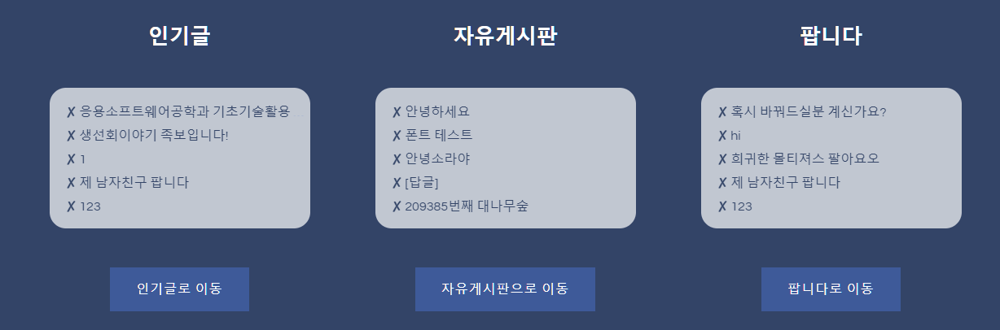 인기글
✗ 응용소프트웨어공학과 기초기술활용...
✗ 생선회이야기 족보입니다!
✗ 1
✗ 제 남자친구 팝니다
✗ 123
인기글로 이동
자유게시판
✗ 안녕하세요
✗ 폰트 테스트
✗ 안녕소라야
✗ [답글]
✗ 209385번째 대나무숲
자유게시판으로 이동
팝니다
✗ 혹시 바꿔드실분 계신가요?
✗ hi
✗ 희귀한 몰티져스 팔아요오
✗ 제 남자친구 팝니다
✗ 123
팝니다로 이동